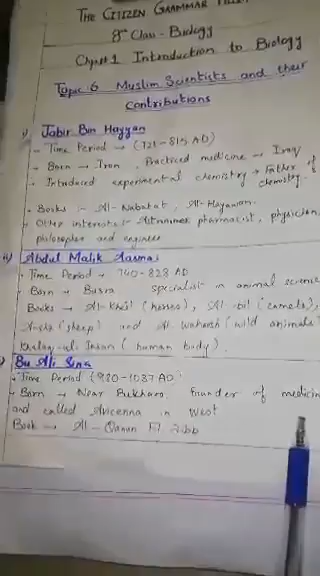 THE CITIZEN GRAMMAR
8th Class - Biology
Chapter 1 Introduction to Biology
Topic 6 Muslim Scientists and their
contributions
i) Jabir Bin Hayyan
- Time Period → (721-815 AD)
- Born → Iran, Practiced medicine → Iraq
- Introduced experimental chemistry → Father of
chemistry.
- Books → Al-Nabatat, Al-Haywan.
- Other interests:- Astronomer pharmacist, physician,
philosopher and engineer
ii) Abdul Malik Asmai
- Time Period → 740-828 AD
- Born → Basra specialist in animal science
Books → Al-Khail (horses), Al-ibil (camels),
(sheep) and Al-Wahoosh (wild animals)
Khalaq-ul-Insan (human body).
Bu Ali Sina
- Time Period (980-1037 AD)
- Born → Near Bukhara, founder of medicin
and called Avicenna in West
Book → Al-Qanun Fi Tibb